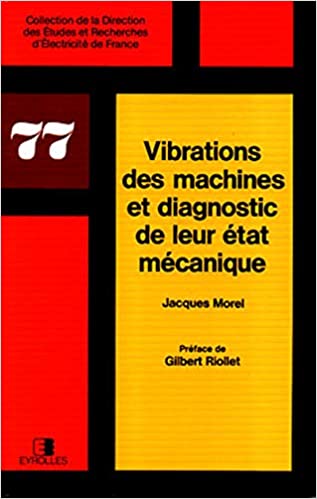 Collection de la Direction
des Études et Recherches
d'Électricité de France
77
Vibrations
des machines
et diagnostic
de leur état
mécanique
Jacques Morel
Préface de
Gilbert Riollet
EYROLLES